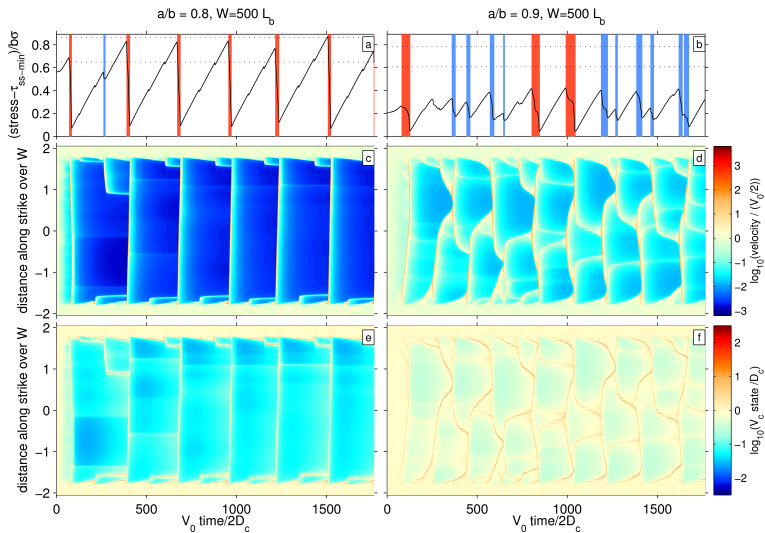 a/b = 0.8, W=500 L_b
a/b = 0.9, W=500 L_b
(stress−τ_ss−min)/bσ
0.8
0.6
0.4
0.2
0
a
b
2
1
0
−1
−2
distance along strike over W
c
d
3
2
1
0
−1
−2
−3
log10(velocity / (V_0/2))
2
1
0
−1
−2
distance along strike over W
e
f
2
1
0
−1
−2
log10(V_c state /D_c)
0
500
1000
1500
V_0 time/2D_c
0
500
1000
1500
V_0 time/2D_c